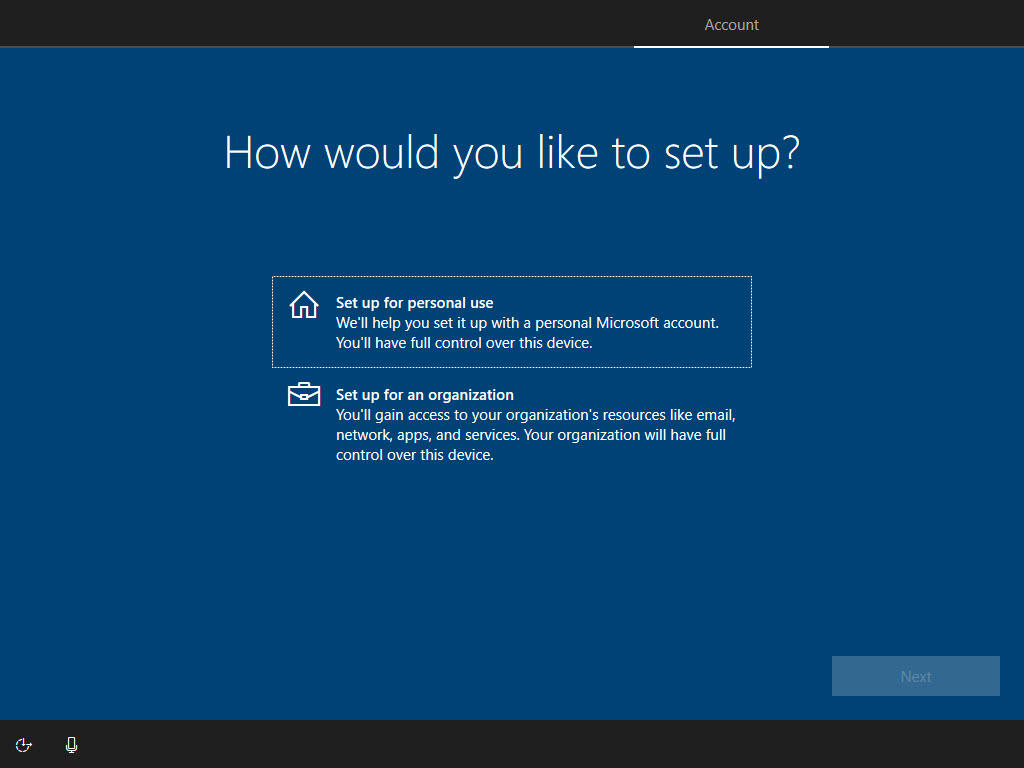 Account
How would you like to set up?
Set up for personal use
We'll help you set it up with a personal Microsoft account.
You'll have full control over this device.
Set up for an organization
You'll gain access to your organization's resources like email,
network, apps, and services. Your organization will have full
control over this device.
Next